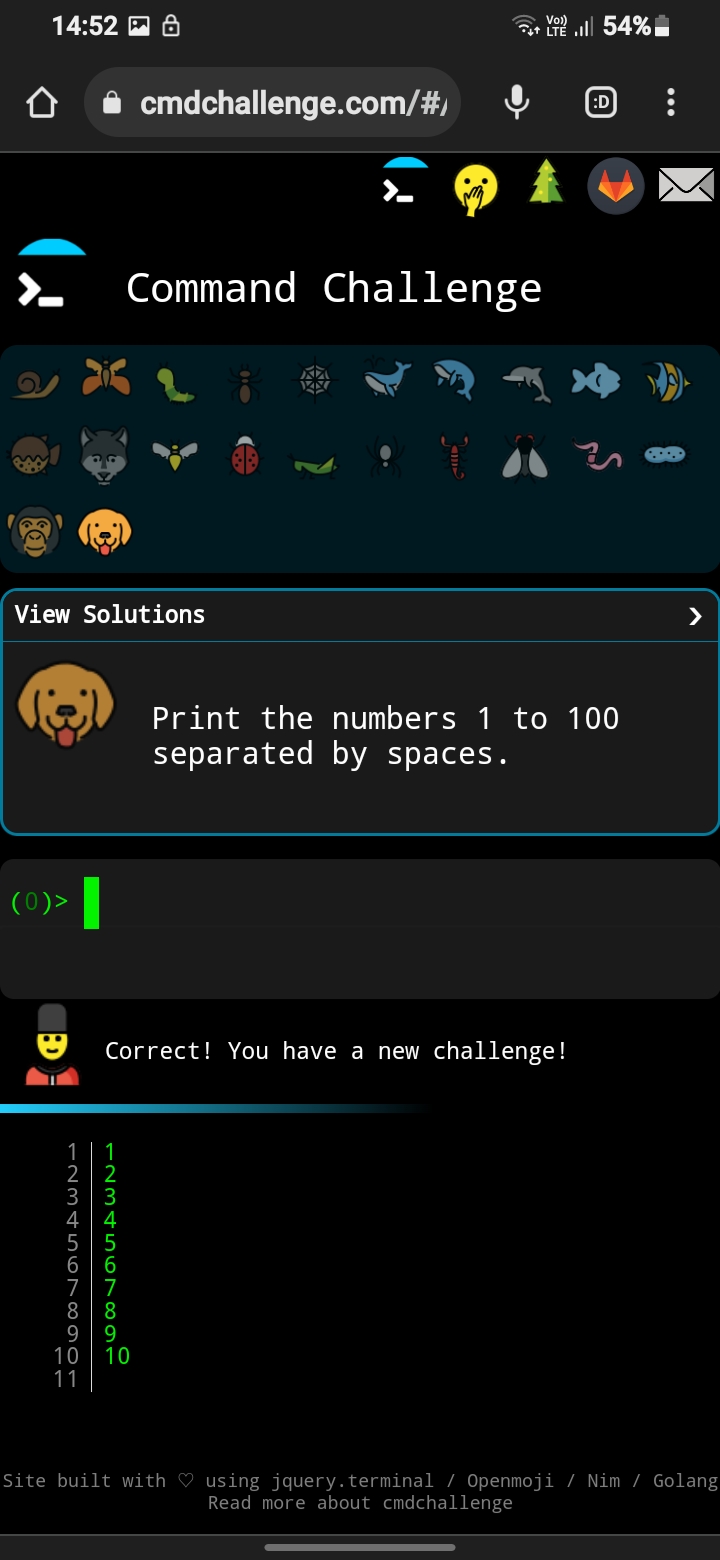 14:52 Vo)) LTE 54%
cmdchallenge.com/#/
:D
Command Challenge
View Solutions ❯
Print the numbers 1 to 100
separated by spaces.
(0)>
Correct! You have a new challenge!
1 1
2 2
3 3
4 4
5 5
6 6
7 7
8 8
9 9
10 10
11
Site built with ♡ using jquery.terminal / Openmoji / Nim / Golang
Read more about cmdchallenge